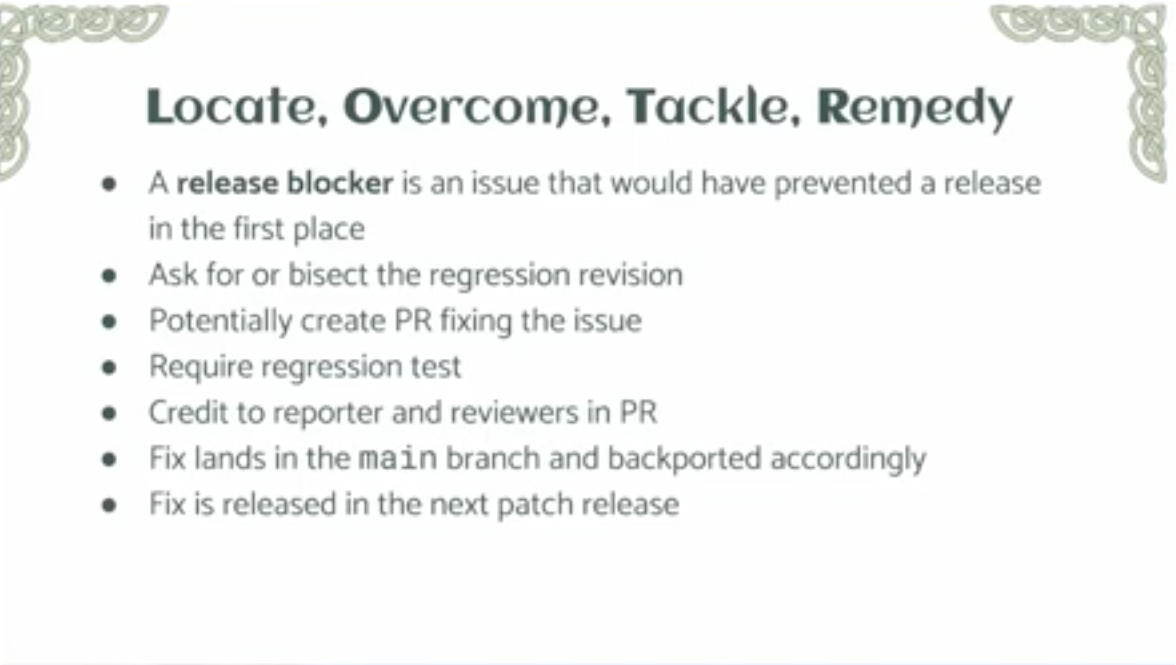 Locate, Overcome, Tackle, Remedy
● A release blocker is an issue that would have prevented a release
in the first place
● Ask for or bisect the regression revision
● Potentially create PR fixing the issue
● Require regression test
● Credit to reporter and reviewers in PR
● Fix lands in the main branch and backported accordingly
● Fix is released in the next patch release